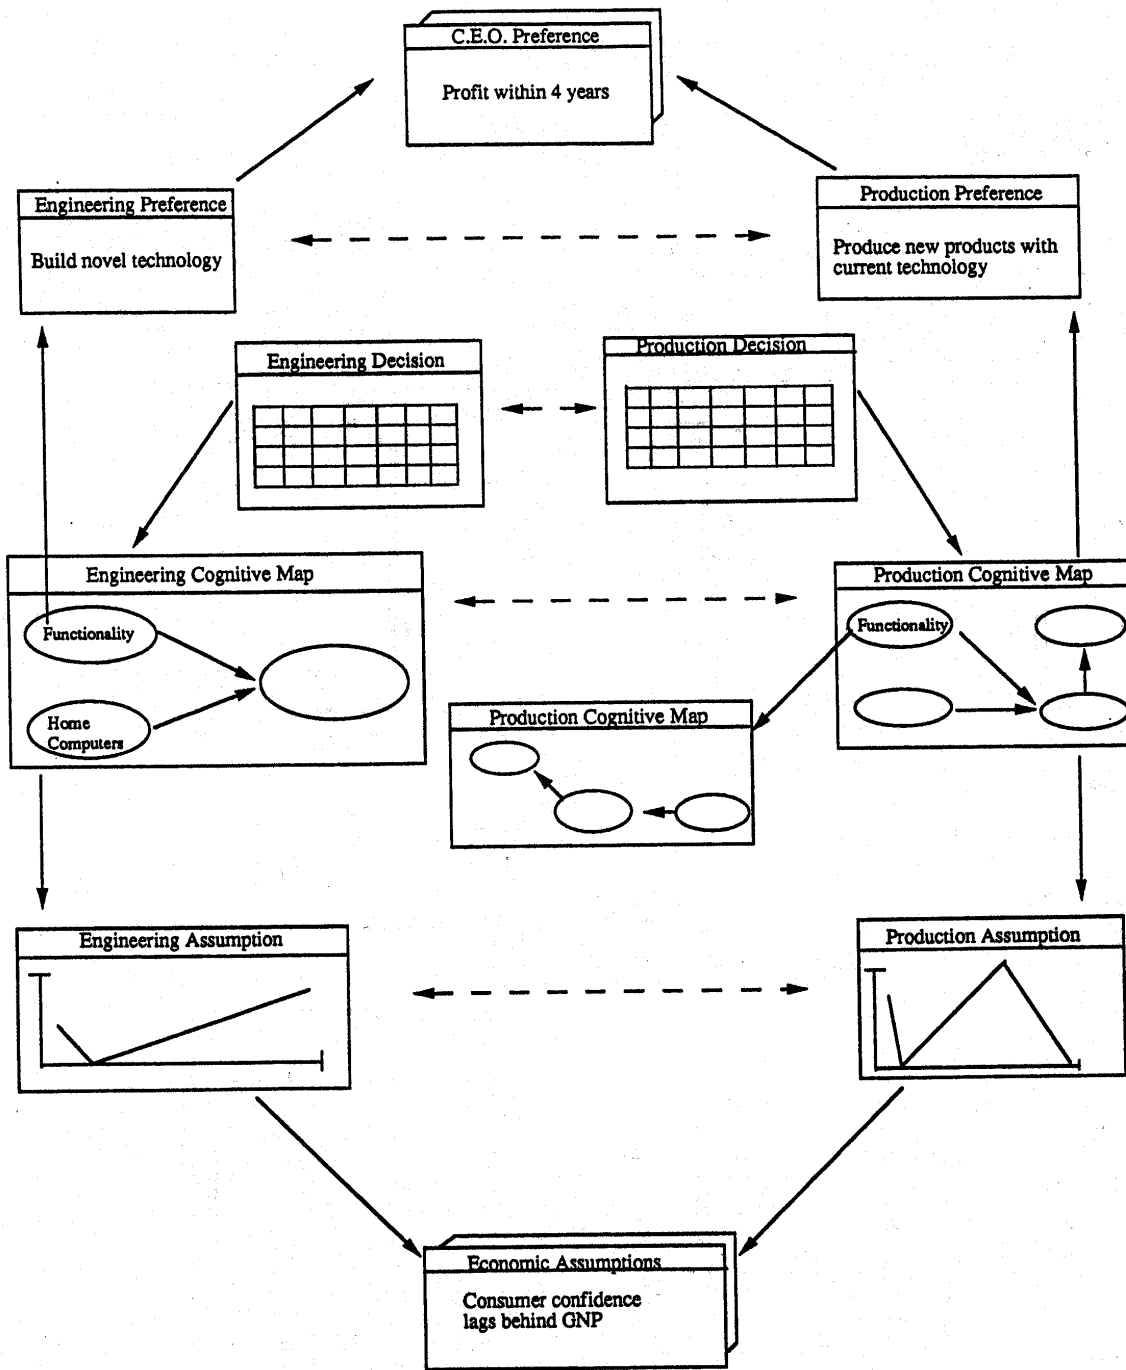 C.E.O. Preference
Profit within 4 years
Engineering Preference
Build novel technology
Production Preference
Produce new products with
current technology
Engineering Decision
Production Decision
Engineering Cognitive Map
Functionality
Home
Computers
Production Cognitive Map
Functionality
Production Cognitive Map
Engineering Assumption
Production Assumption
Economic Assumptions
Consumer confidence
lags behind GNP